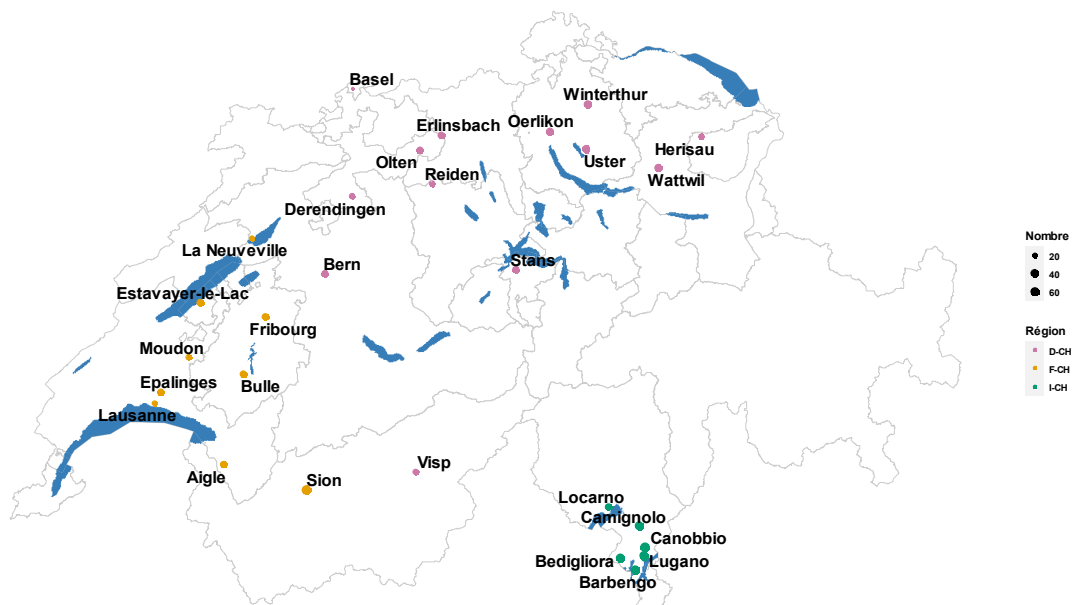 Basel
Winterthur
Erlinsbach
Oerlikon
Olten
Uster
Herisau
Reiden
Wattwil
Derendingen
La Neuveville
Bern
Stans
Estavayer-le-Lac
Fribourg
Moudon
Epalinges
Bulle
Lausanne
Aigle
Sion
Visp
Locarno
Camignolo
Canobbio
Bedigliora
Lugano
Barbengo
Nombre
20
40
60
Région
D-CH
F-CH
I-CH